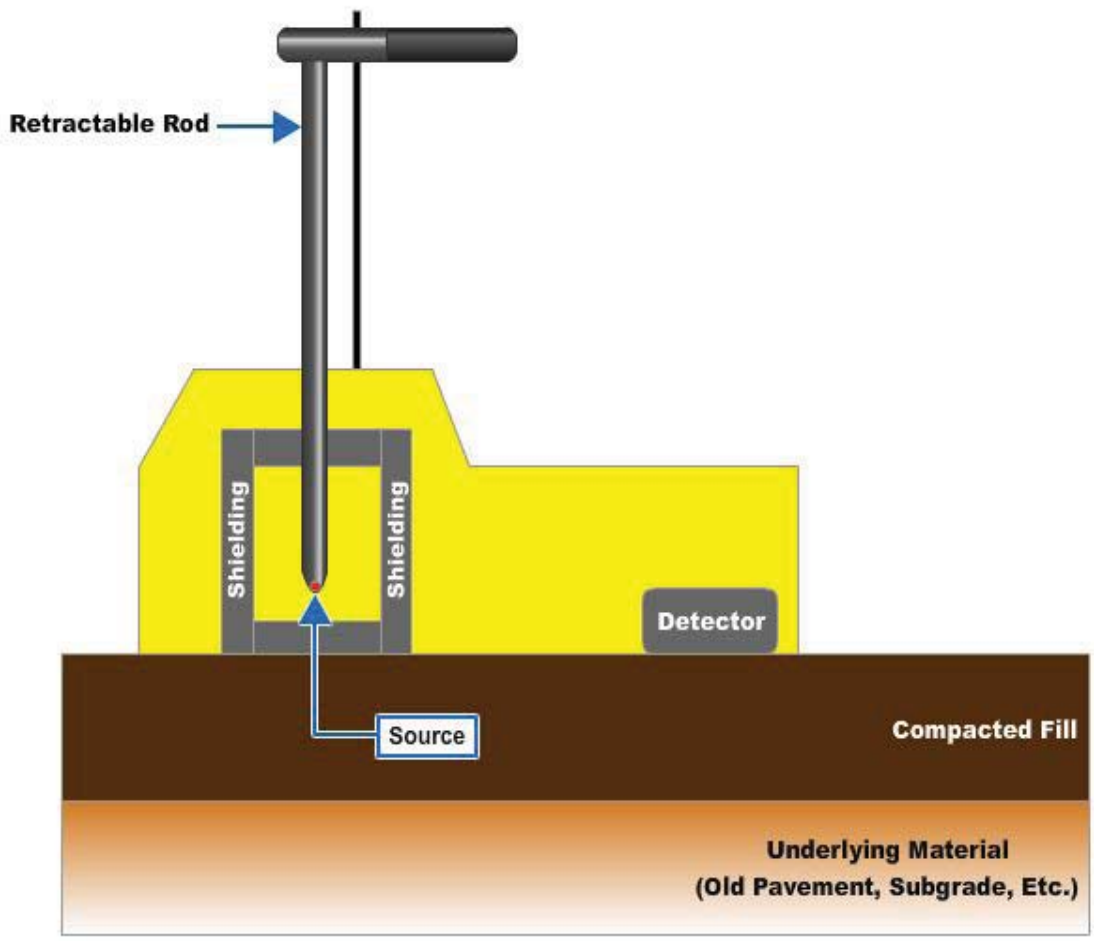 Retractable Rod
Shielding
Shielding
Detector
Source
Compacted Fill
Underlying Material
(Old Pavement, Subgrade, Etc.)